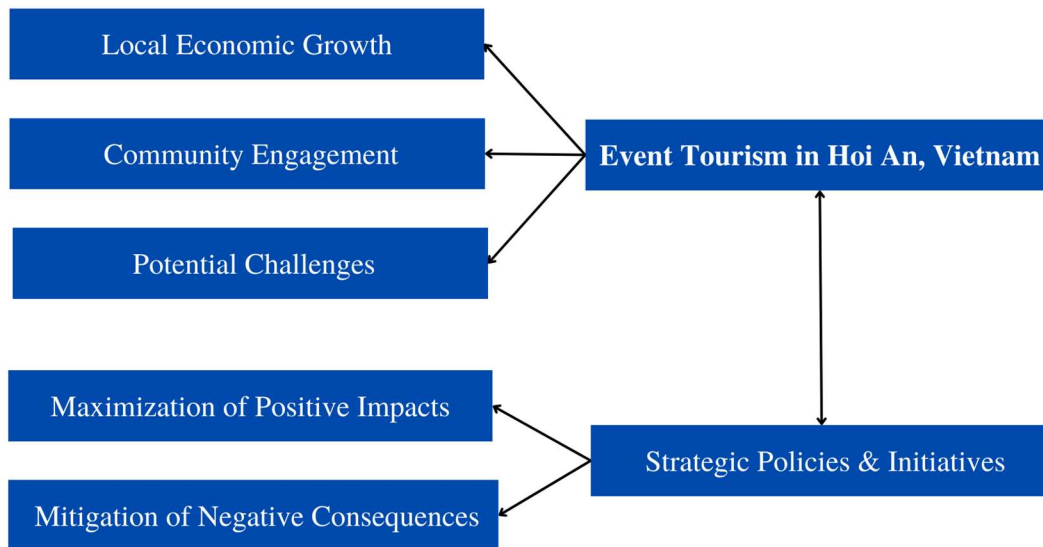 Local Economic Growth
Community Engagement
Event Tourism in Hoi An, Vietnam
Potential Challenges
Maximization of Positive Impacts
Strategic Policies & Initiatives
Mitigation of Negative Consequences